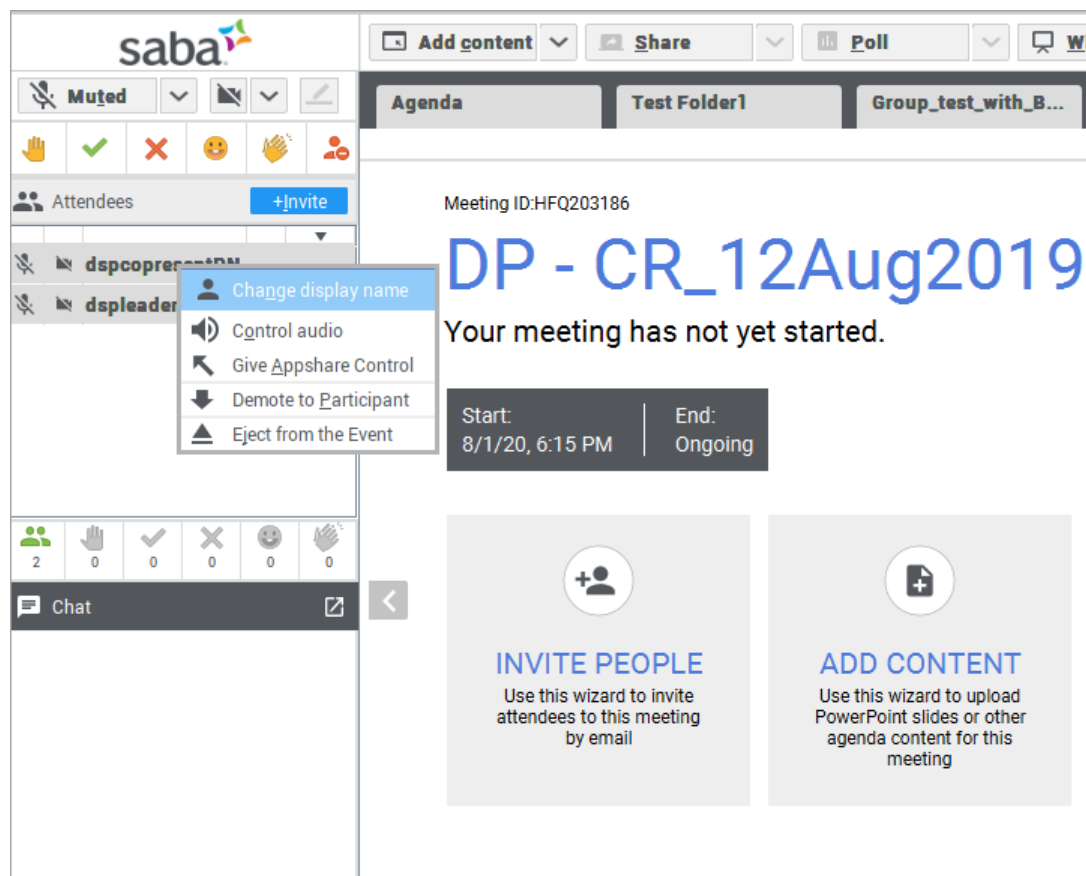 saba
Add content
Share
Poll
Muted
Agenda
Test Folder1
Group_test_with_B...
Attendees
+Invite
dspleader
Change display name
Control audio
Give Appshare Control
Demote to Participant
Eject from the Event
2
0
0
0
0
0
Chat
Meeting ID:HFQ203186
DP - CR_12Aug2019
Your meeting has not yet started.
Start:
8/1/20, 6:15 PM
End:
Ongoing
INVITE PEOPLE
Use this wizard to invite
attendees to this meeting
by email
ADD CONTENT
Use this wizard to upload
PowerPoint slides or other
agenda content for this
meeting